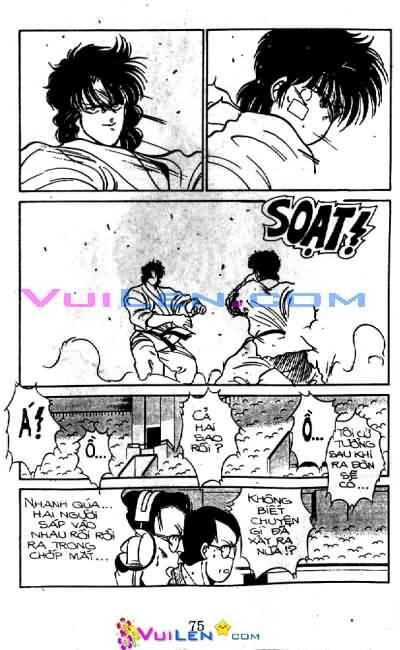 SOẠT!
VuiLen.com
Á!
Ồ...
CẢ
HAI
SAO
RỒI?
Ồ...
TÔI CỨ
TƯỞNG
SAU KHI
RA ĐÒN
SẼ
CÓ...
NHANH QÚA...
HAI NGƯỜI
SÁP VÀO
NHAU RỒI RỜI
RA TRONG
CHỚP MẮT...
KHÔNG
BIẾT
CHUYỆN
GÌ ĐÃ
XẢY RA
NỮA!?
75
VuiLen.com